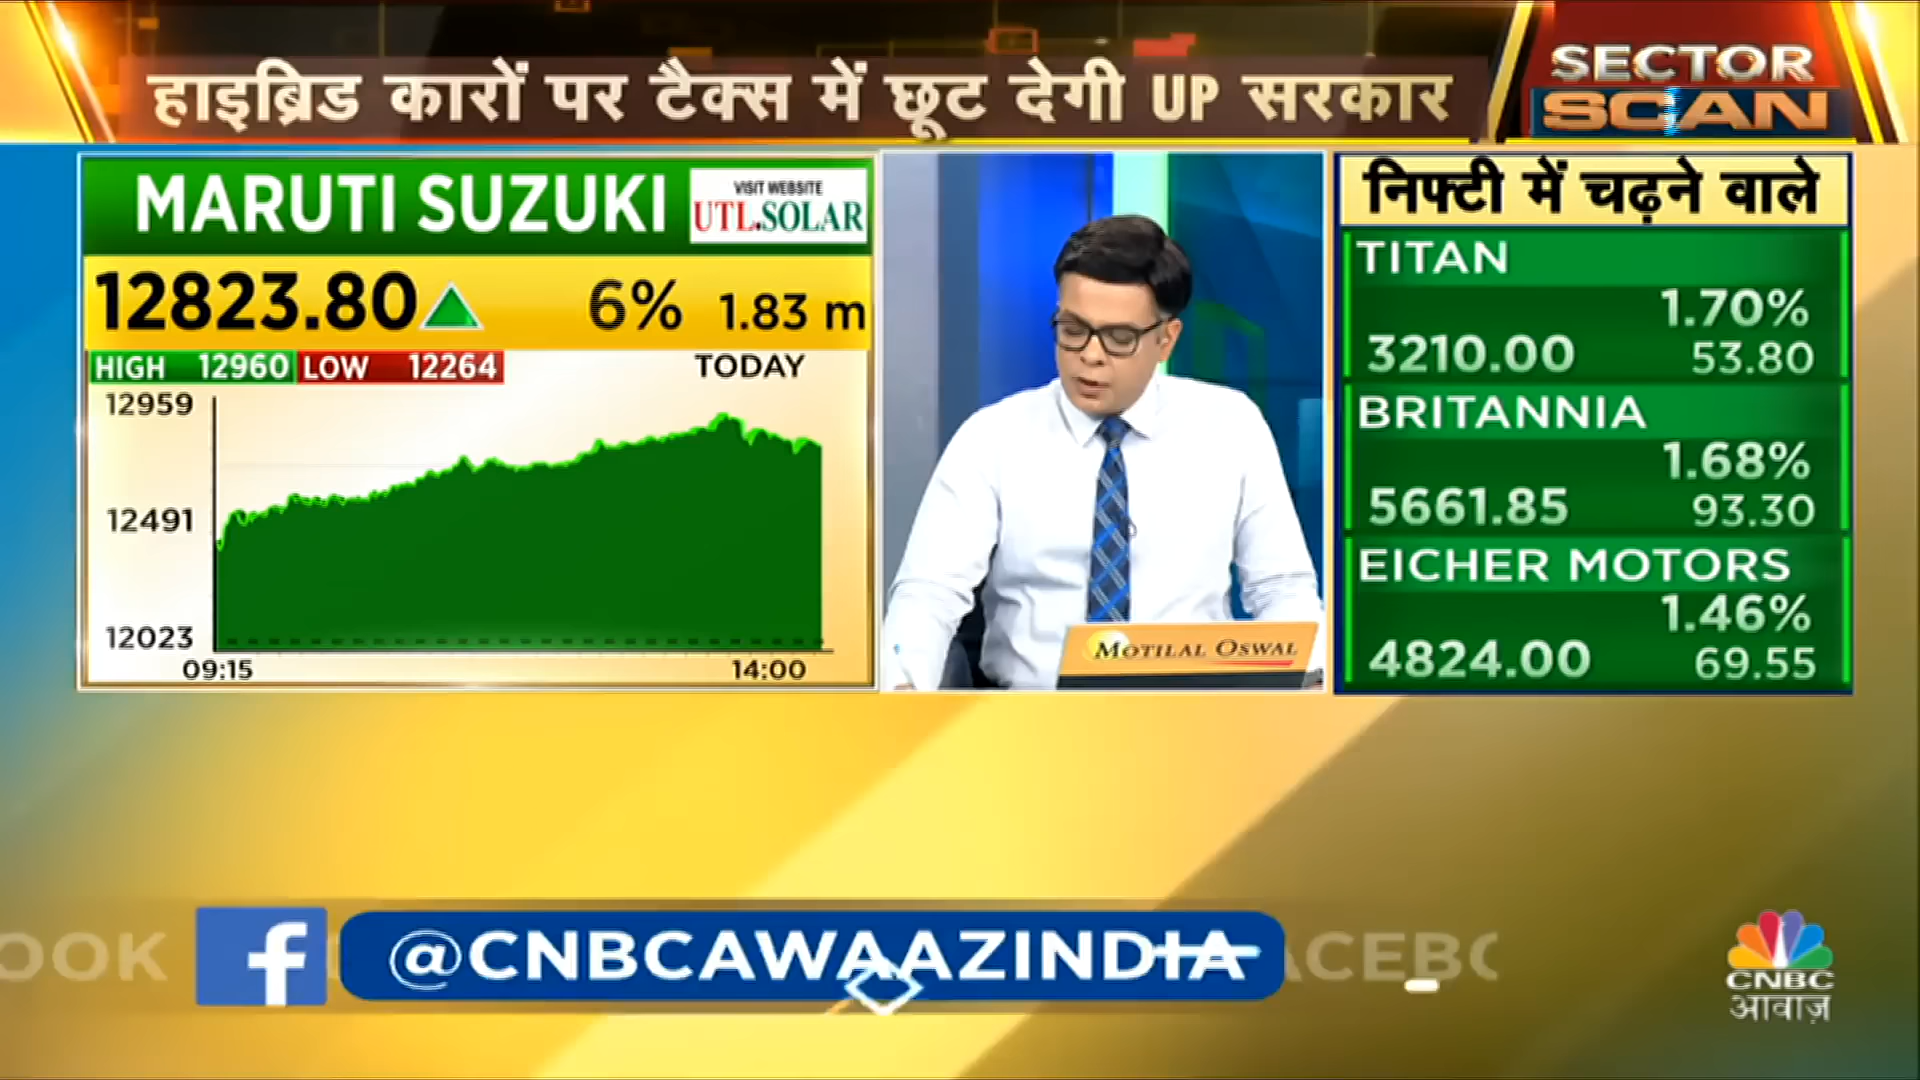 हाइब्रिड कारों पर टैक्स में छूट देगी UP सरकार
SECTOR
SCAN
MARUTI SUZUKI
VISIT WEBSITE
UTL.SOLAR
12823.80 6% 1.83 m
HIGH 12960 LOW 12264 TODAY
12959
12491
12023
09:15 14:00
MOTILAL OSWAL
निफ्टी में चढ़ने वाले
TITAN
1.70%
3210.00 53.80
BRITANNIA
1.68%
5661.85 93.30
EICHER MOTORS
1.46%
4824.00 69.55
OOK
f @CNBCAWAAZINDIA
ACEBO
CNBC
आवाज़